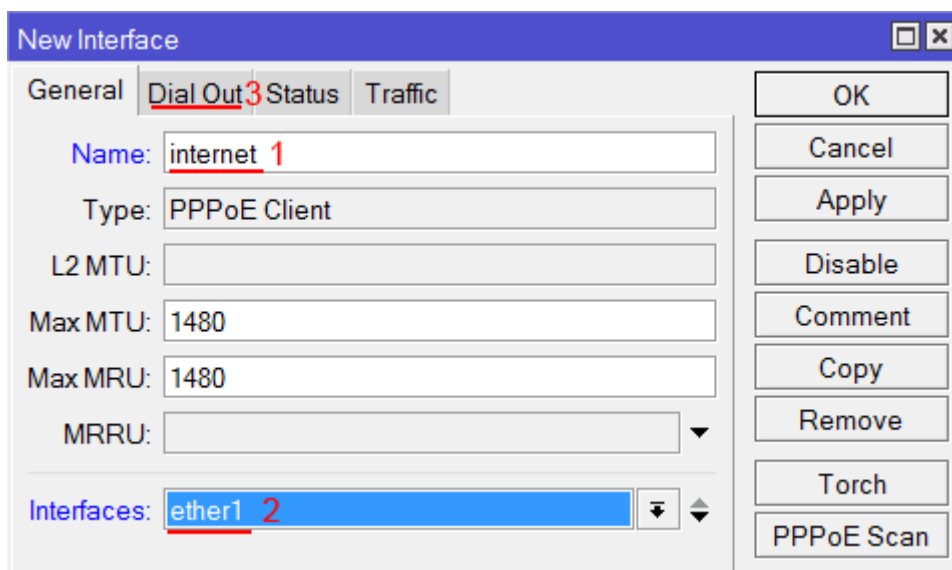 New Interface
General Dial Out 3 Status Traffic
Name: internet 1
Type: PPPoE Client
L2 MTU:
Max MTU: 1480
Max MRU: 1480
MRRU:
Interfaces: ether1 2
OK
Cancel
Apply
Disable
Comment
Copy
Remove
Torch
PPPoE Scan